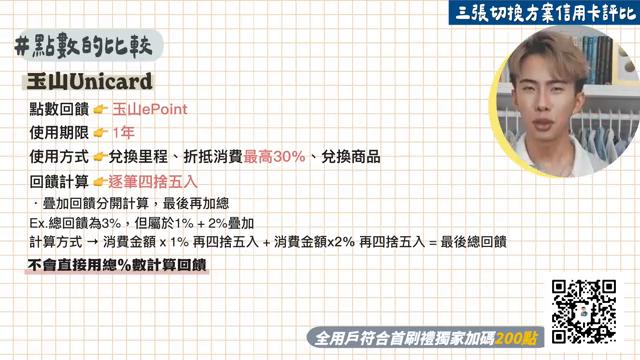 三張切換方案信用卡評比
#點數的比較
玉山Unicard
點數回饋 👉 玉山ePoint
使用期限 👉 1年
使用方式 👉兌換里程、折抵消費最高30%、兌換商品
回饋計算 👉逐筆四捨五入
・疊加回饋分開計算，最後再加總
Ex.總回饋為3%，但屬於1% + 2%疊加
計算方式 → 消費金額 x 1% 再四捨五入 + 消費金額x2% 再四捨五入 = 最後總回饋
不會直接用總%數計算回饋
全用戶符合首刷禮獨家加碼200點